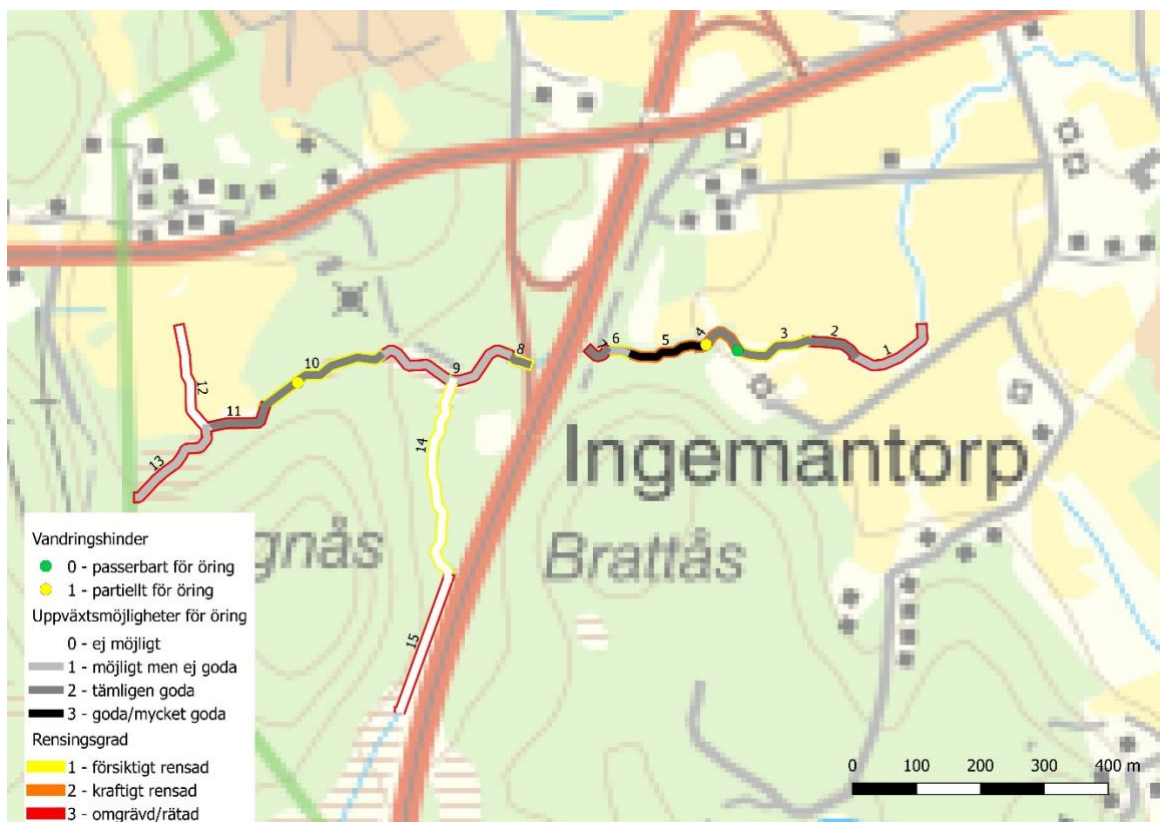 12
10
11
13
9
8
14
15
7
6
5
4
3
2
1
Ingemantorp
gnås
Brattås
Vandringshinder
0 - passerbart för öring
1 - partiellt för öring
Uppväxtsmöjligheter för öring
0 - ej möjligt
1 - möjligt men ej goda
2 - tämligen goda
3 - goda/mycket goda
Rensingsgrad
1 - försiktigt rensad
2 - kraftigt rensad
3 - omgrävd/rätad
0 100 200 300 400 m